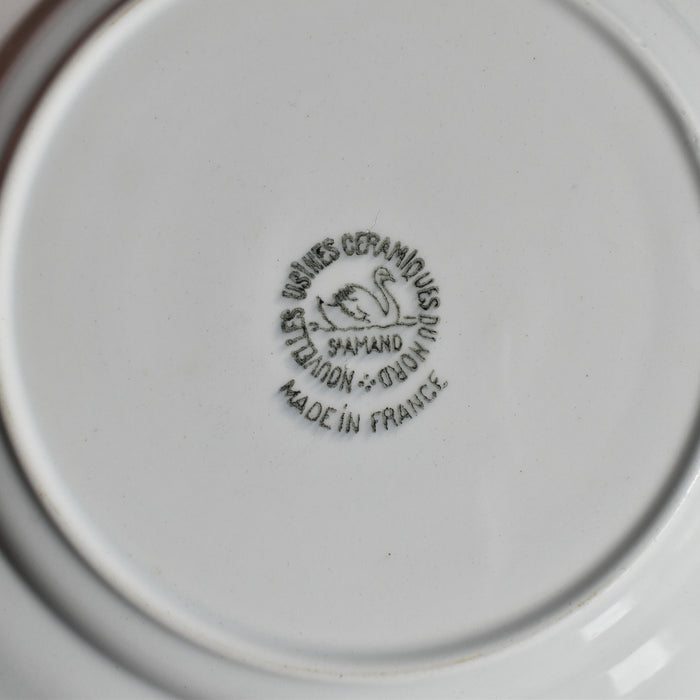 NOUVELLES USINES CERAMIQUES DU NORD
St AMAND
MADE IN FRANCE